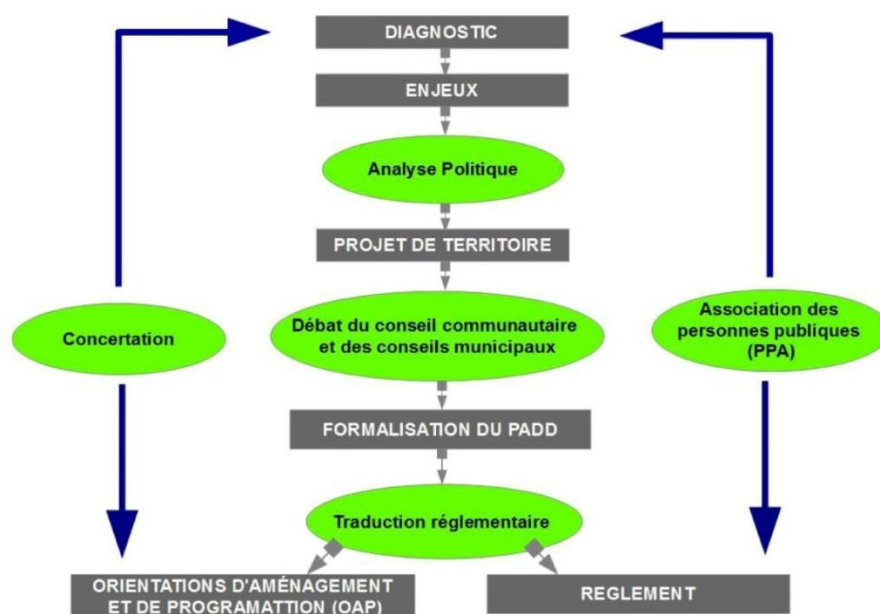 DIAGNOSTIC
ENJEUX
Analyse Politique
PROJET DE TERRITOIRE
Concertation
Débat du conseil communautaire
et des conseils municipaux
Association des
personnes publiques
(PPA)
FORMALISATION DU PADD
Traduction réglementaire
ORIENTATIONS D'AMÉNAGEMENT
ET DE PROGRAMATTION (OAP)
REGLEMENT